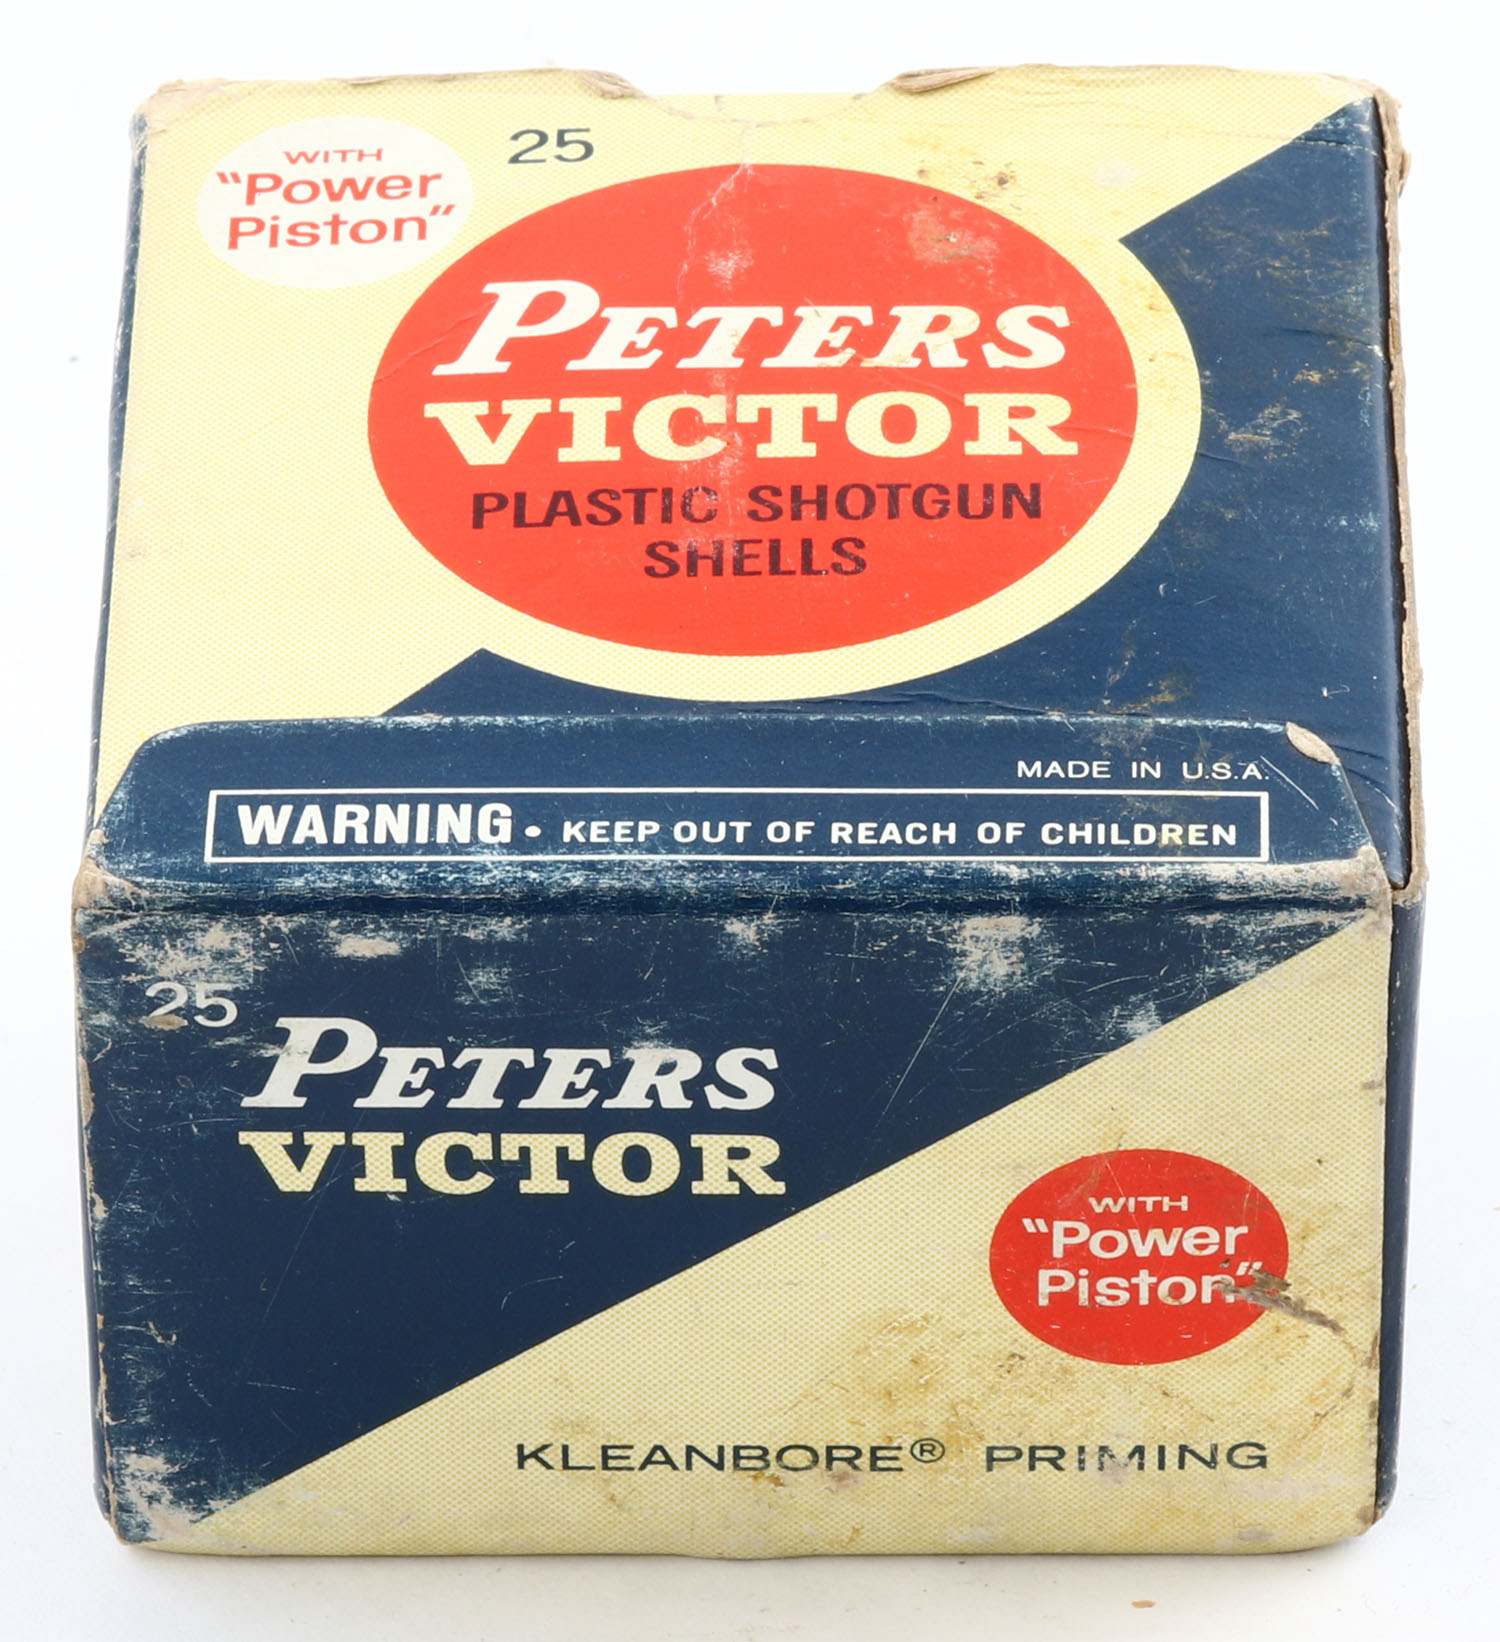 WITH
"Power
Piston"
25
PETERS
VICTOR
PLASTIC SHOTGUN
SHELLS
MADE IN U.S.A.
WARNING • KEEP OUT OF REACH OF CHILDREN
25
PETERS
VICTOR
WITH
"Power
Piston"
KLEANBORE® PRIMING